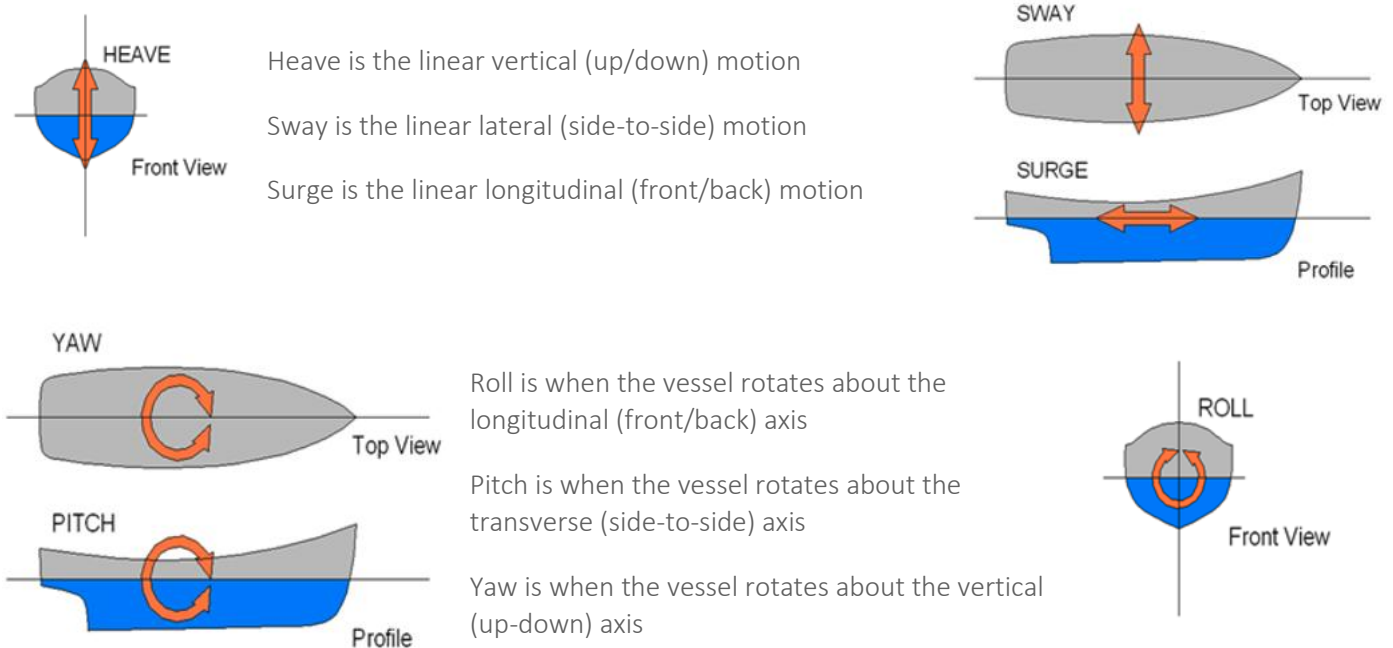 HEAVE
Front View
Heave is the linear vertical (up/down) motion
Sway is the linear lateral (side-to-side) motion
Surge is the linear longitudinal (front/back) motion
SWAY
Top View
SURGE
Profile
YAW
Top View
PITCH
Profile
Roll is when the vessel rotates about the
longitudinal (front/back) axis
Pitch is when the vessel rotates about the
transverse (side-to-side) axis
Yaw is when the vessel rotates about the vertical
(up-down) axis
ROLL
Front View